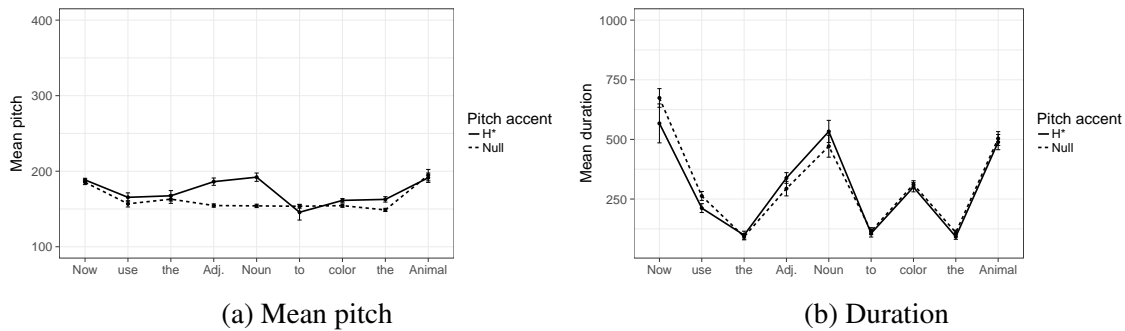 400
300
200
100
Mean pitch
Now use the Adj. Noun to color the Animal
Pitch accent
H*
Null
(a) Mean pitch
1000
750
500
250
Mean duration
Now use the Adj. Noun to color the Animal
Pitch accent
H*
Null
(b) Duration